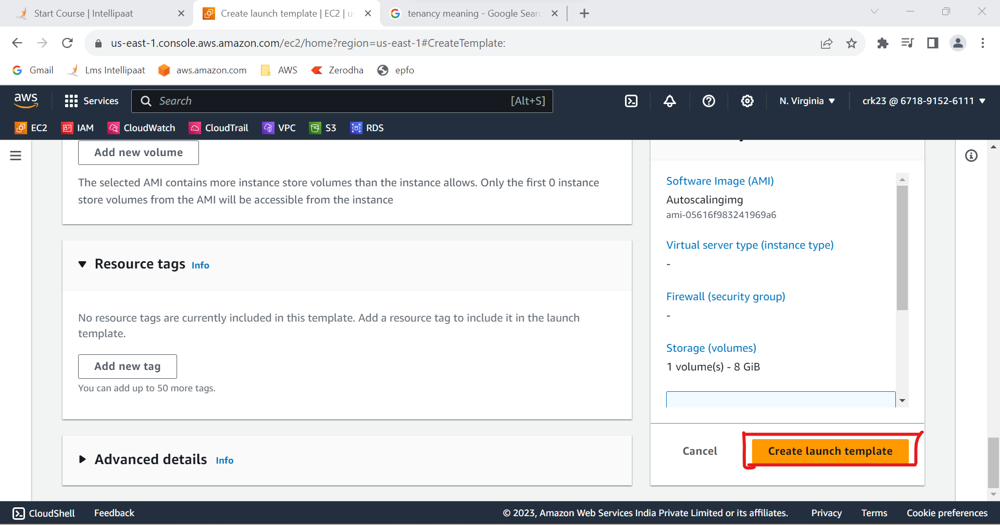 Start Course | Intellipaat
Create launch template | EC2 | us
tenancy meaning - Google Searc
us-east-1.console.aws.amazon.com/ec2/home?region=us-east-1#CreateTemplate:
Gmail
Lms Intellipaat
aws.amazon.com
AWS
Zerodha
epfo
aws
Services
Search
[Alt+S]
N. Virginia
crk23 @ 6718-9152-6111
EC2
IAM
CloudWatch
CloudTrail
VPC
S3
RDS
Add new volume
The selected AMI contains more instance store volumes than the instance allows. Only the first 0 instance
store volumes from the AMI will be accessible from the instance
Resource tags Info
No resource tags are currently included in this template. Add a resource tag to include it in the launch
template.
Add new tag
You can add up to 50 more tags.
Advanced details Info
Software Image (AMI)
Autoscalingimg
ami-05616f983241969a6
Virtual server type (instance type)
-
Firewall (security group)
-
Storage (volumes)
1 volume(s) - 8 GiB
Cancel
Create launch template
CloudShell
Feedback
© 2023, Amazon Web Services India Private Limited or its affiliates.
Privacy
Terms
Cookie preferences